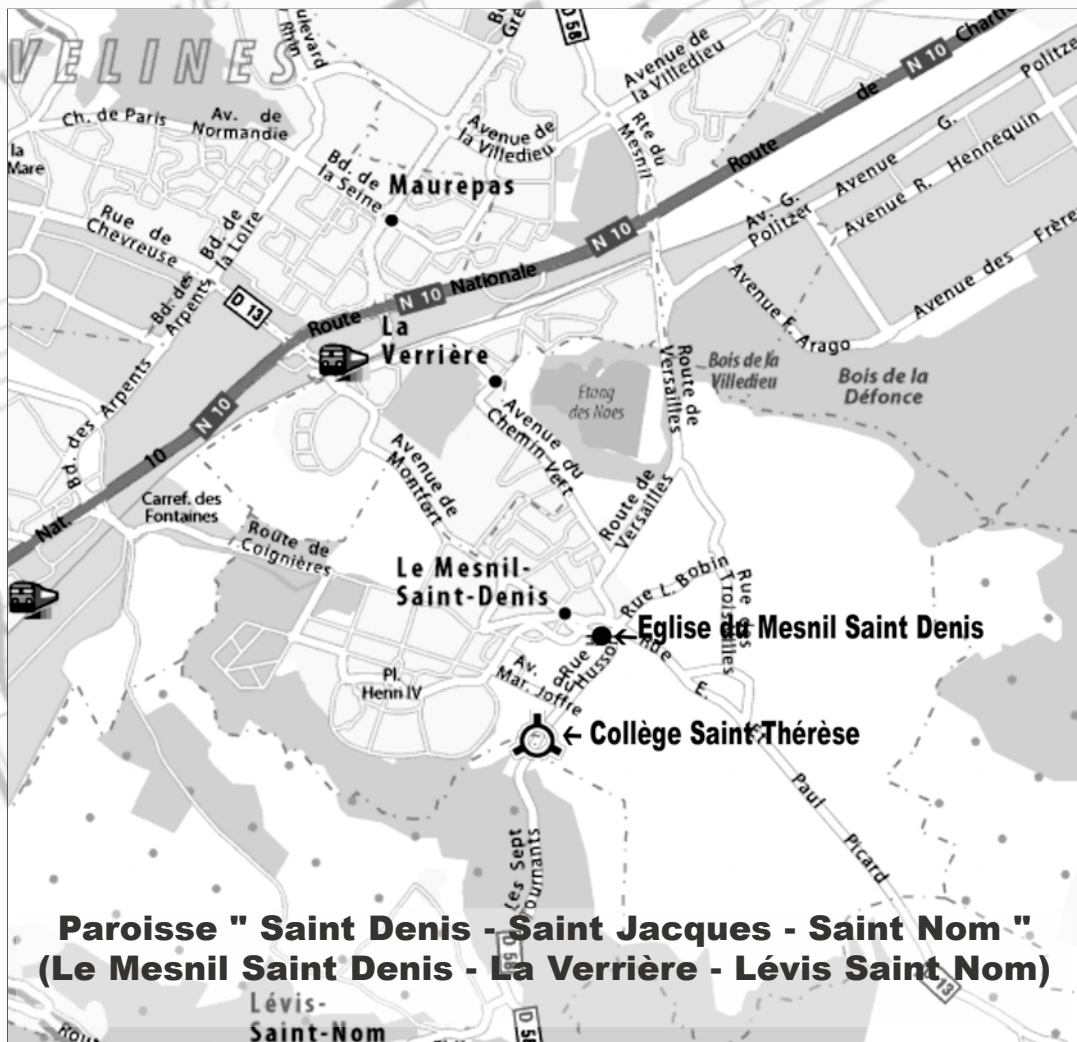 VELINES
Rhin
D 58
Ch. de Paris
Av. de
Normandie
la
Mare
Avenue de
la Villedieu
Avenue de
la Villedieu
Rte du
Mesnil
Route
de
N 10
Politzer
Avenue G.
Avenue R. Hennequin
Bd. de
la Seine
Maurepas
Rue de
Chevreuse
Bd. de
la Loire
Bd. des
Arpents
D 13
Av. G.
Politzer
Avenue des
Frère
N 10
Nationale
N 10
Route
La
Verrière
Avenue F. Arago
Route de
Versailles
Bois de la
Villedieu
Bois de la
Défonce
Etang
des Noes
Bd. des Arpents
N 10
10
Nat.
Avenue de
Montfort
Avenue du
Chemin Vert
Carref. des
Fontaines
Route de
Coignières
Route de
Versailles
Le Mesnil-
Saint-Denis
Rue L. Bobin
Rue des
←Eglise du Mesnil Saint Denis
Rue
E.
Rue
du Husson
Av.
Mar. Joffre
Pl.
Henri IV
← Collège Saint Thérèse
Paul
Picard
Les Sept
Tournants
D 58
Paroisse " Saint Denis - Saint Jacques - Saint Nom "
(Le Mesnil Saint Denis - La Verrière - Lévis Saint Nom)
13
Lévis-
Saint-Nom
D 58